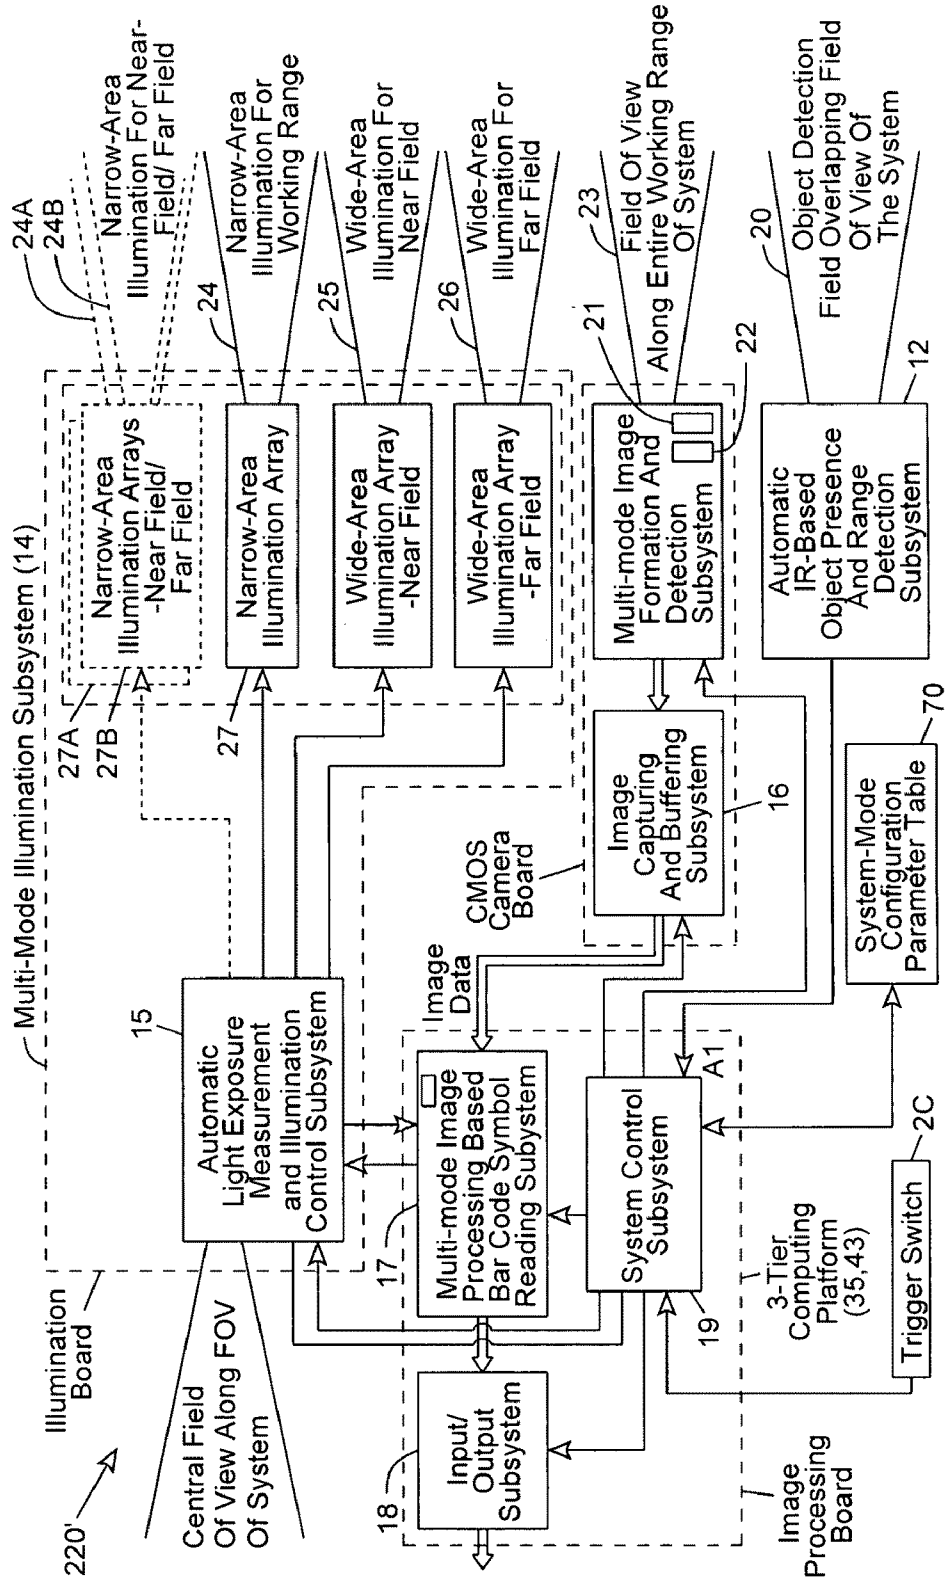 220'
Central Field
Of View Along FOV
Of System
Illumination
Board
Multi-Mode Illumination Subsystem (14)
15
Automatic
Light Exposure
Measurement
and Illumination
Control Subsystem
27A
27B
Narrow-Area
Illumination Arrays
-Near Field/
Far Field
24A
24B
Narrow-Area
Illumination For Near-
Field/ Far Field
27
Narrow-Area
Illumination Array
24
Narrow-Area
Illumination For
Working Range
Wide-Area
Illumination Array
-Near Field
25
Wide-Area
Illumination For
Near Field
Wide-Area
Illumination Array
-Far Field
26
Wide-Area
Illumination For
Far Field
18
Input/
Output
Subsystem
17
Multi-mode Image
Processing Based
Bar Code Symbol
Reading Subsystem
Image
Data
CMOS
Camera
Board
Image
Capturing
And Buffering
Subsystem
16
Multi-mode Image
Formation And
Detection
Subsystem
21
22
23
Field Of View
Along Entire Working Range
Of System
System Control
Subsystem
19
A1
Automatic
IR-Based
Object Presence
And Range
Detection
Subsystem
12
20
Object Detection
Field Overlapping Field
Of View Of
The System
Image
Processing
Board
3-Tier
Computing
Platform
(35,43)
Trigger Switch
2C
System-Mode
Configuration
Parameter Table
70